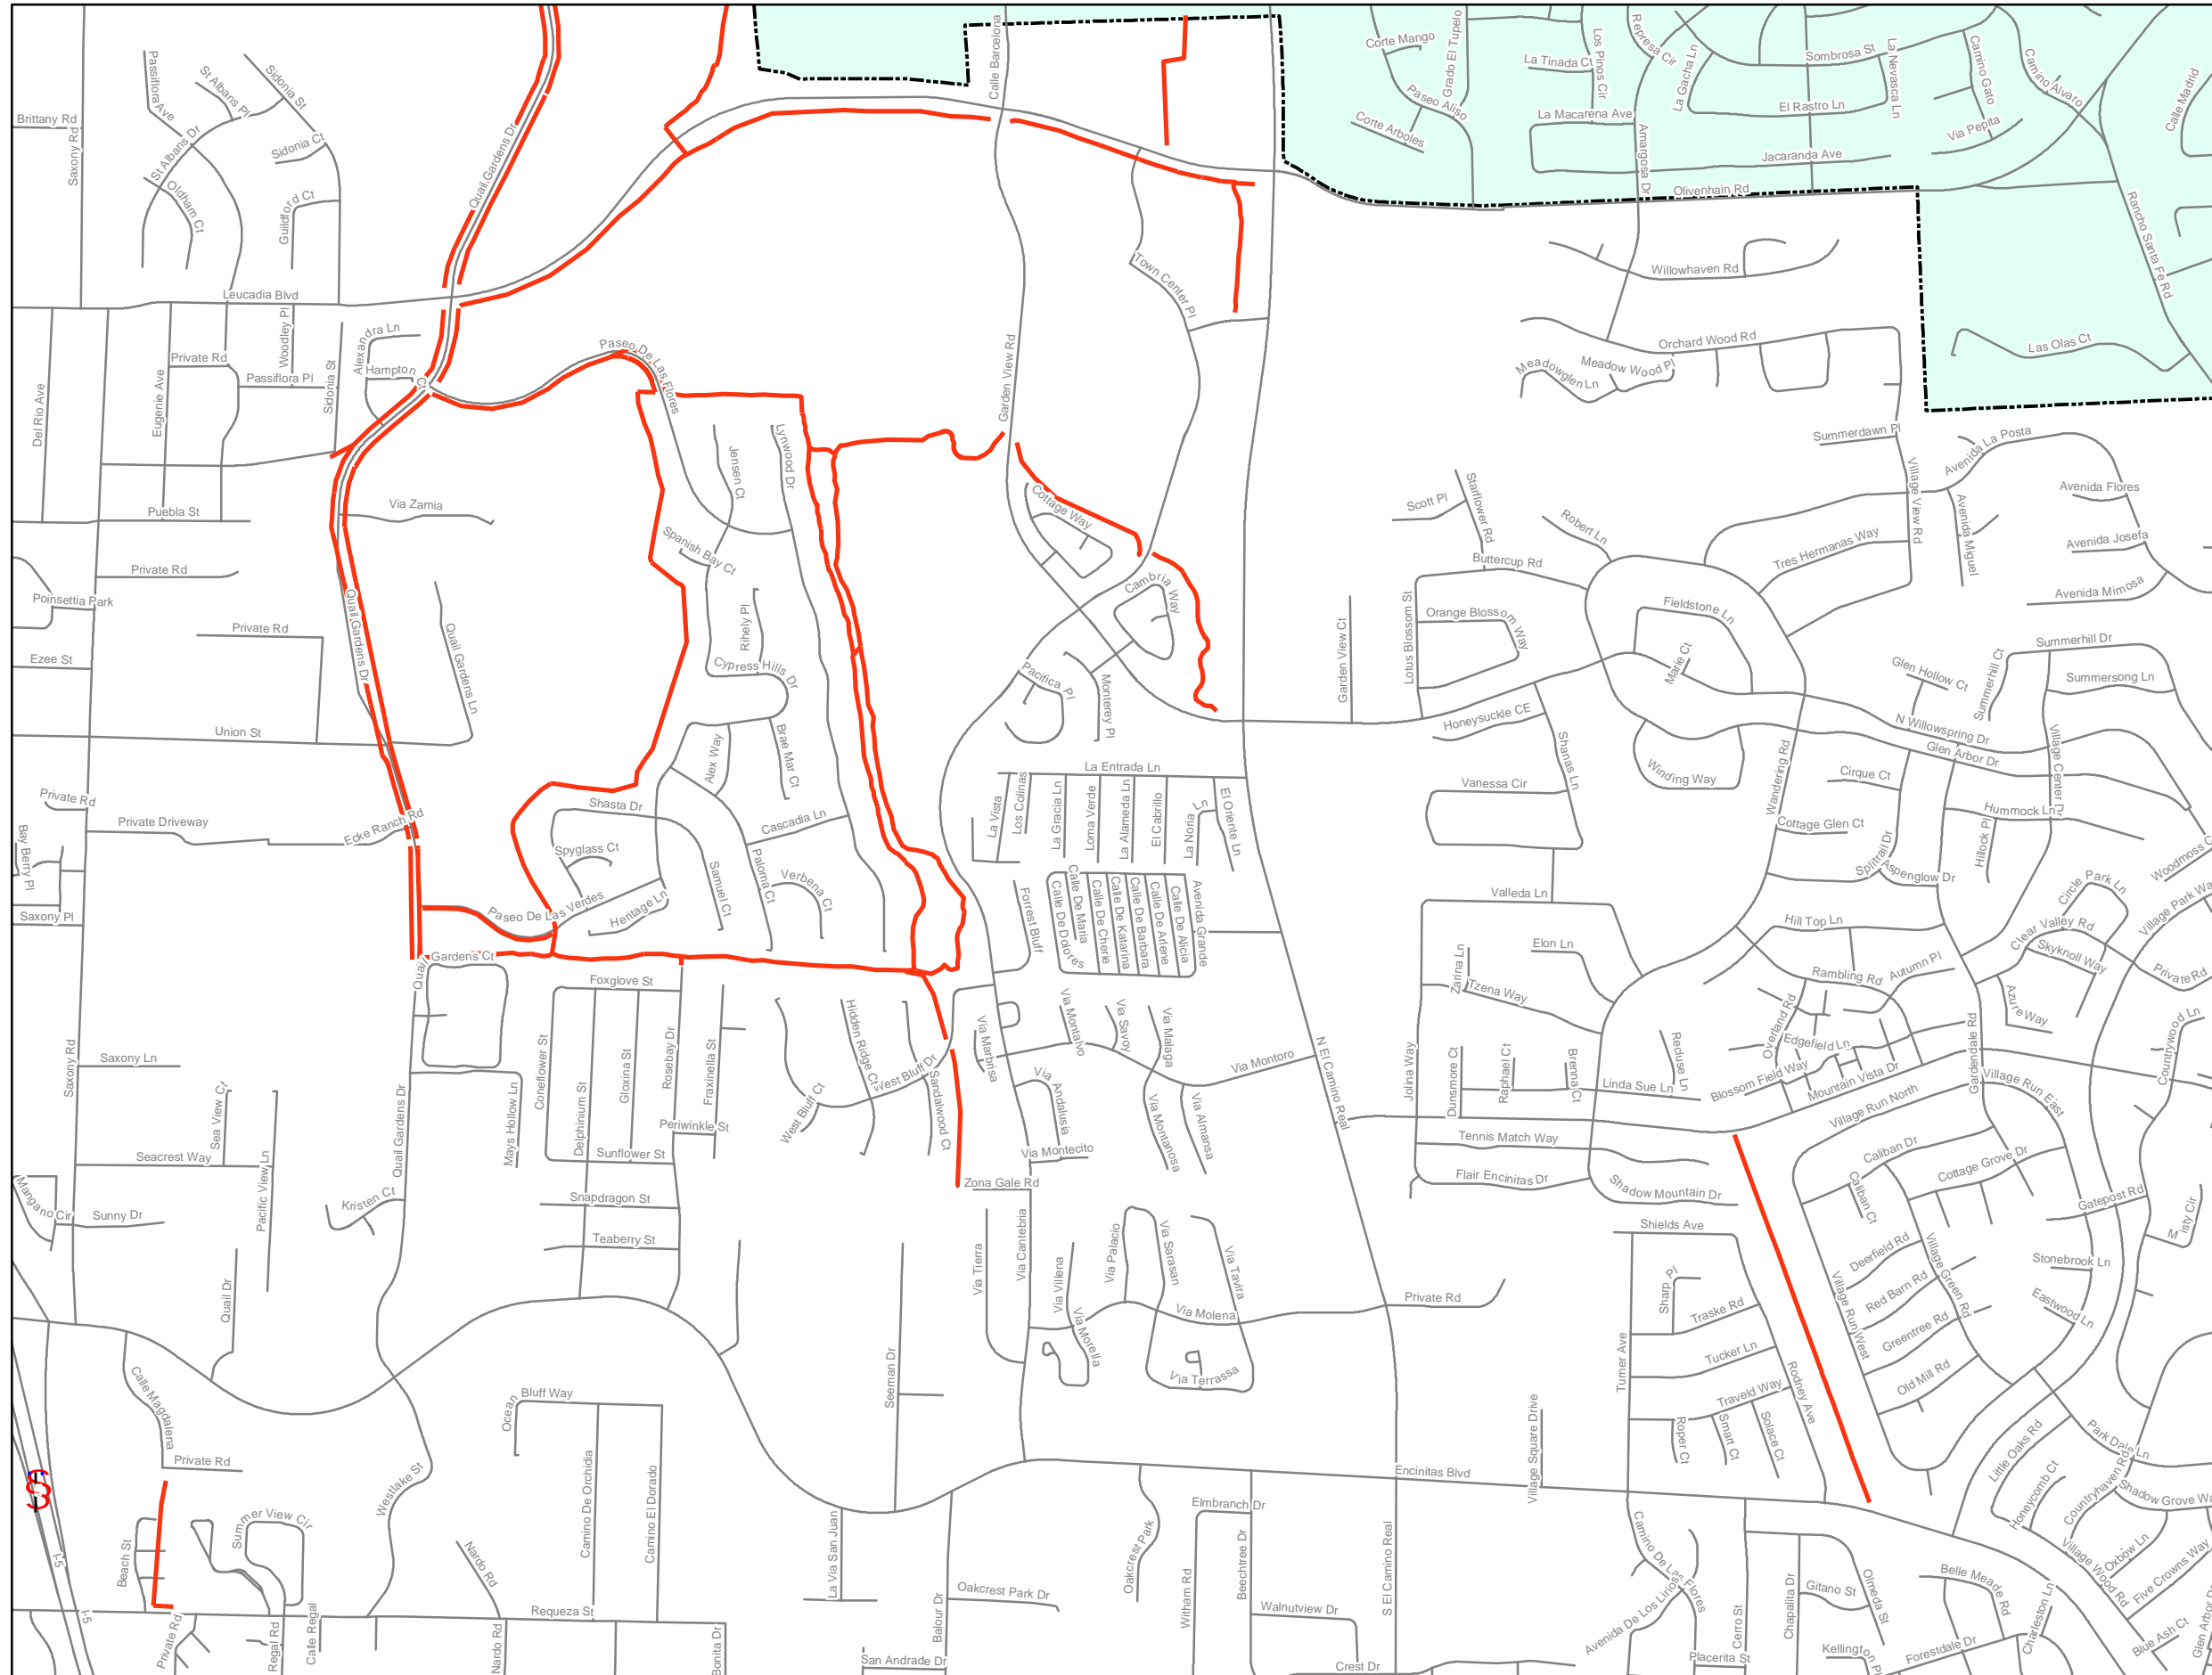 Passiflora Ave
St Albans Pl
Sidonia St
Brittany Rd
Saxony Rd
St Albans Dr
Sidonia Ct
Oldham Ct
Guildford Ct
Quail Gardens Dr
Calle Barcelona
Corte Mango
Grado El Tupelo
Paseo Aliso
Corte Arboles
La Tinada Ct
Los Pinos Cir
Represa Cir
La Gacha Ln
La Macarena Ave
Amargosa Dr
Sombrosa St
La Nevasca Ln
El Rastro Ln
Camino Gato
Camino Alvaro
Via Pepita
Calle Madrid
Jacaranda Ave
Olivenhain Rd
Rancho Santa Fe Rd
Leucadia Blvd
Town Center Pl
Willowhaven Rd
Orchard Wood Rd
Las Olas Ct
Meadowglen Ln
Meadow Wood Pl
Private Rd
Woodley Pl
Alexandra Ln
Hampton Cir
Passiflora Pl
Sidonia St
Del Rio Ave
Eugenie Ave
Paseo De Las Flores
Garden View Rd
Jensen Ct
Lynwood Dr
Summerdawn Pl
Village View Rd
Avenida La Posta
Avenida Flores
Avenida Miguel
Avenida Josefa
Avenida Mimosa
Puebla St
Via Zamia
Cottage Way
Scott Pl
Starflower Rd
Robert Ln
Buttercup Rd
Tres Hermanas Way
Private Rd
Poinsettia Park
Private Rd
Ezee St
Quail Gardens Dr
Quail Gardens Ln
Spanish Bay Ct
Rihely Pl
Cypress Hills Dr
Cambria Way
Pacifica Pl
Monterey Pl
Garden View Ct
Lotus Blossom St
Orange Blossom Way
Fieldstone Ln
Marie Ct
Summerhill Dr
Summerhill Ct
Glen Hollow Ct
Summersong Ln
Union St
Honeysuckle CE
Shanas Ln
N Willowspring Dr
Glen Arbor Dr
Village Center Dr
Alex Way
Brae Mar Ct
La Entrada Ln
Winding Way
Wandering Rd
Cirque Ct
Private Rd
Private Driveway
Ecke Ranch Rd
Bay Berry Pl
Shasta Dr
Cascadia Ln
Spyglass Ct
Samuel Ct
Paloma Ct
Verbena Ct
La Vista
Los Colinas
La Gracia Ln
Loma Verde
La Alameda Ln
El Cabrillo
La Noria Ln
El Oriente Ln
Vanessa Cir
Cottage Glen Ct
Splitrail Dr
Aspenglow Dr
Hummock Ln
Hillock Pl
Saxony Pl
Paseo De Las Verdes
Heritage Ln
Forrest Bluff
Calle De Dolores
Calle De Maria
Calle De Cherie
Calle De Katarina
Calle De Barbara
Calle De Arlene
Calle De Alicia
Avenida Grande
Valleda Ln
Elon Ln
Hill Top Ln
Circle Park Ln
Clear Valley Rd
Skyknoll Way
Private Rd
Quail Gardens Ct
Foxglove St
Zarina Ln
Tzena Way
Rambling Rd
Autumn Pl
Azure Way
Saxony Rd
Saxony Ln
Coneflower St
Delphinium St
Gloxina St
Rosebay Dr
Fraxinella St
Hidden Ridge Ct
West Bluff Dr
West Bluff Ct
Sandalwood Ct
Via Marbrisa
Via Montalvo
Via Savoy
Via Malaga
Via Montoro
N El Camino Real
Jolina Way
Dunsmore Ct
Raphael Ct
Brenna Ct
Recluse Ln
Linda Sue Ln
Overland Rd
Edgefield Ln
Blossom Field Way
Mountain Vista Dr
Gardendale Rd
Countrywood Ln
Village Run East
Village Run North
Sea View Ct
Quail Gardens Dr
Mays Hollow Ln
Periwinkle St
Sunflower St
Via Andalusia
Via Montecito
Via Montanosa
Via Almansa
Tennis Match Way
Caliban Dr
Cottage Grove Dr
Seacrest Way
Pacific View Ln
Mangano Cir
Sunny Dr
Kristen Ct
Snapdragon St
Teaberry St
Zona Gale Rd
Flair Encinitas Dr
Shadow Mountain Dr
Caliban Ct
Gatepost Rd
Misty Cir
Shields Ave
Deerfield Rd
Village Green Rd
Stonebrook Ln
Eastwood Ln
Quail Dr
Via Tierra
Via Cantebria
Via Villena
Via Morella
Via Palacio
Via Sarasan
Via Tavira
Via Molena
Via Terrassa
Private Rd
Sharp Pl
Traske Rd
Tucker Ln
Traveld Way
Turner Ave
Rodney Ave
Village Run West
Red Barn Rd
Greentree Rd
Old Mill Rd
Calle Magdalena
Private Rd
Ocean Bluff Way
Seeman Dr
Camino De Orchidia
Camino El Dorado
Westlake St
Encinitas Blvd
Village Square Drive
Roper Ct
Smart Ct
Solace Ct
Little Oaks Rd
Park Dale Ln
Honeycomb Ct
Countryhaven Rd
Shadow Grove Wa
Village Wood Rd
Oxbow Ln
Five Crowns Way
I-5
I-5
Beach St
Summer View Cir
Nardo Rd
La Via San Juan
Oakcrest Park
Elmbranch Dr
Witham Rd
Beechtree Dr
S El Camino Real
Oakcrest Park Dr
Balour Dr
Walnutview Dr
Camino De Las Flores
Avenida De Los Lirios
Cerro St
Chapalita Dr
Gitano St
Olmeda St
Belle Meade Rd
Charleston Ln
Blue Ash Ct
Private Rd
Regal Rd
Calle Regal
Requeza St
Nardo Rd
Bonita Dr
San Andrade Dr
Crest Dr
Placerita St
Kellington Pl
Forestdale Dr
Glen Arbor Dr